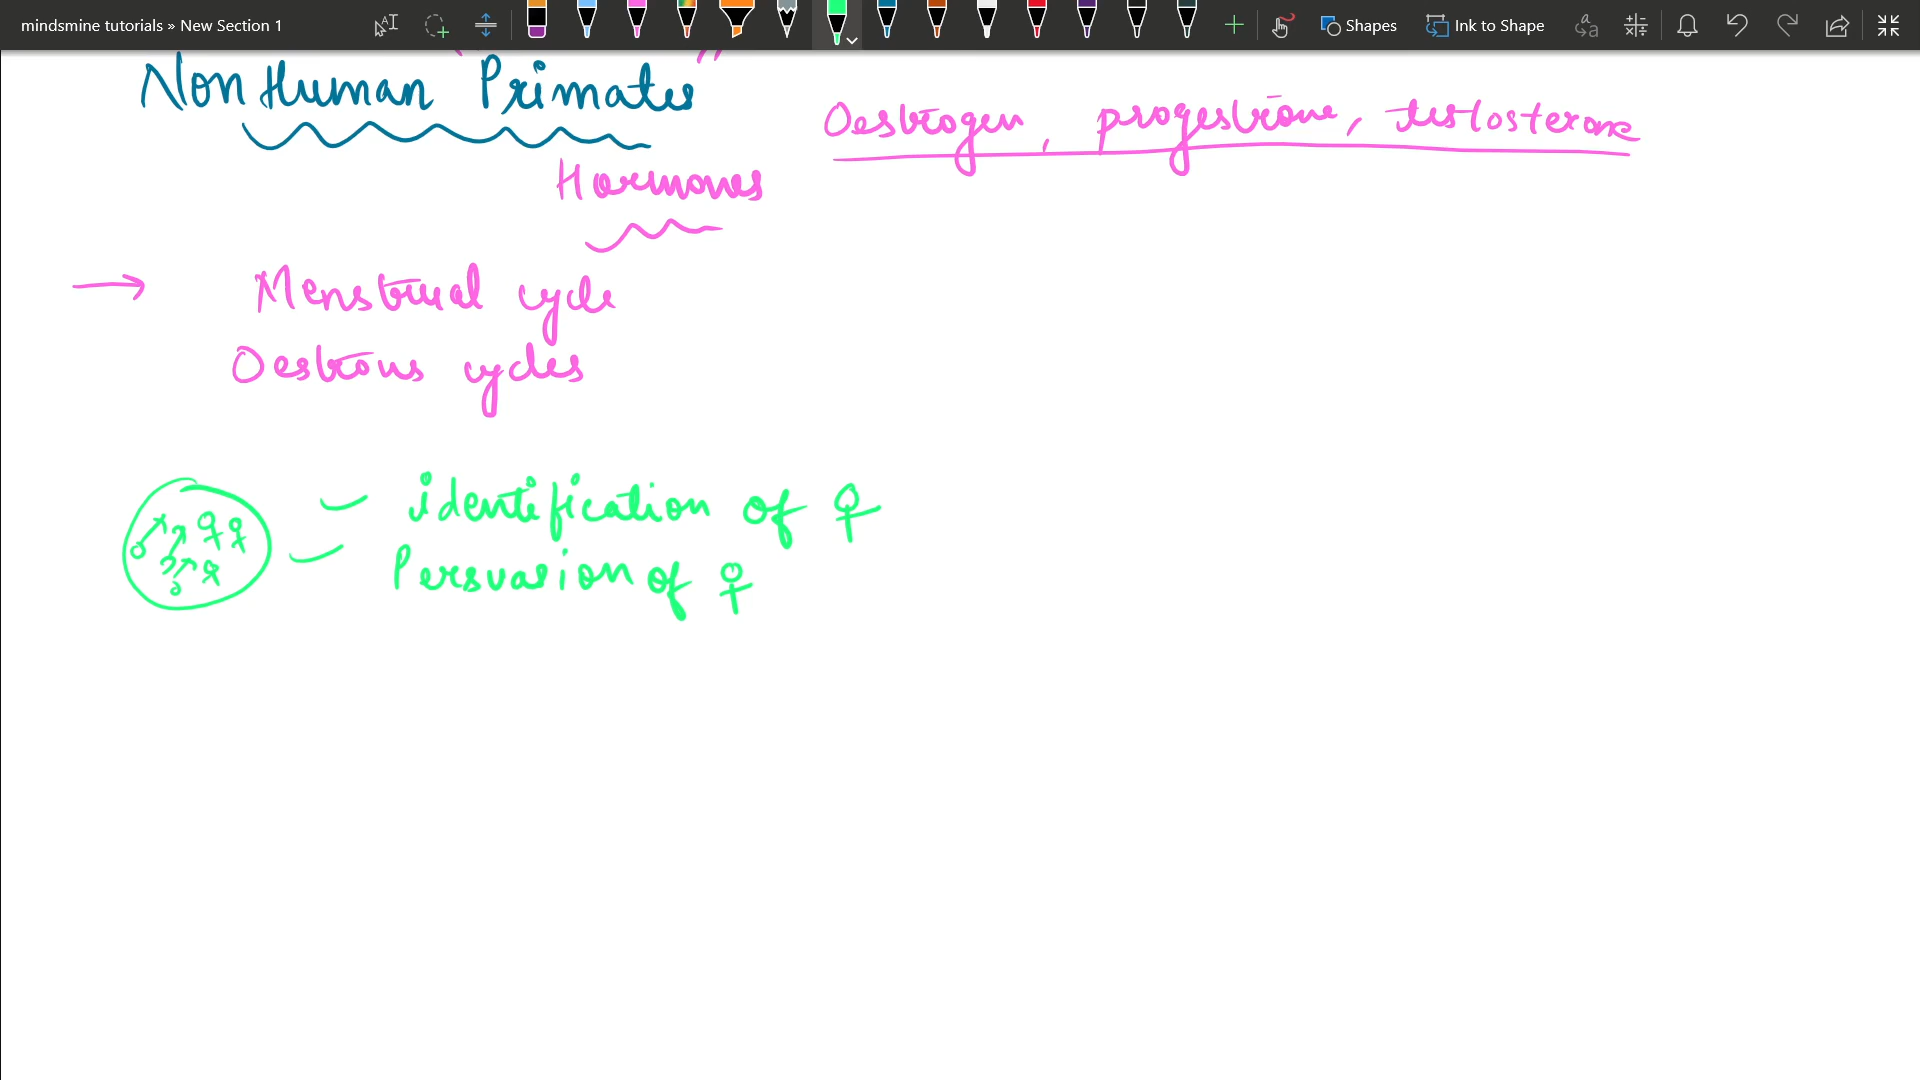 mindsmine tutorials » New Section 1
Shapes
Ink to Shape
Non Human "Primates"
Oestrogen, progestrone, testosterone
Hormones
→ Menstrual cycle
Oestrous cycles
– identification of ♀
– Persuasion of ♀